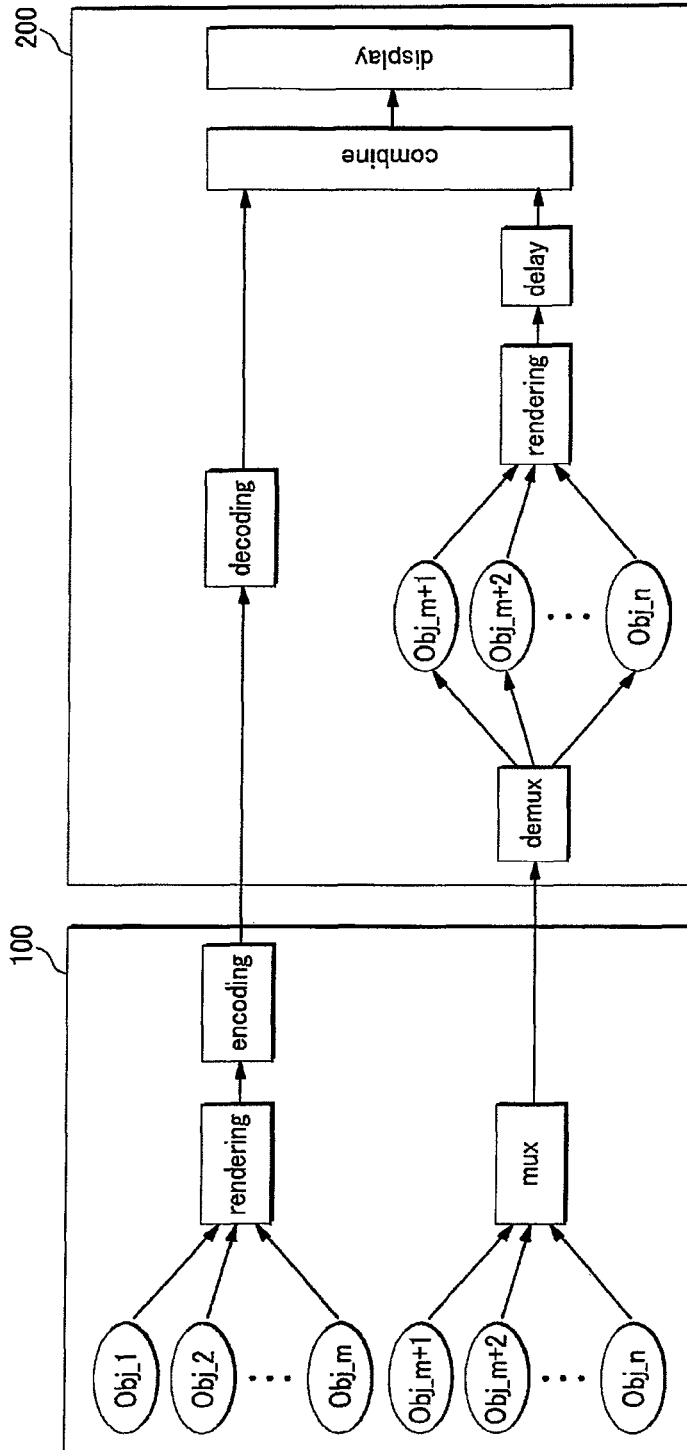 100
Obj_1
Obj_2
...
Obj_m
rendering
encoding
Obj_m+1
Obj_m+2
...
Obj_n
mux
200
decoding
demux
Obj_m+1
Obj_m+2
...
Obj_n
rendering
delay
combine
display